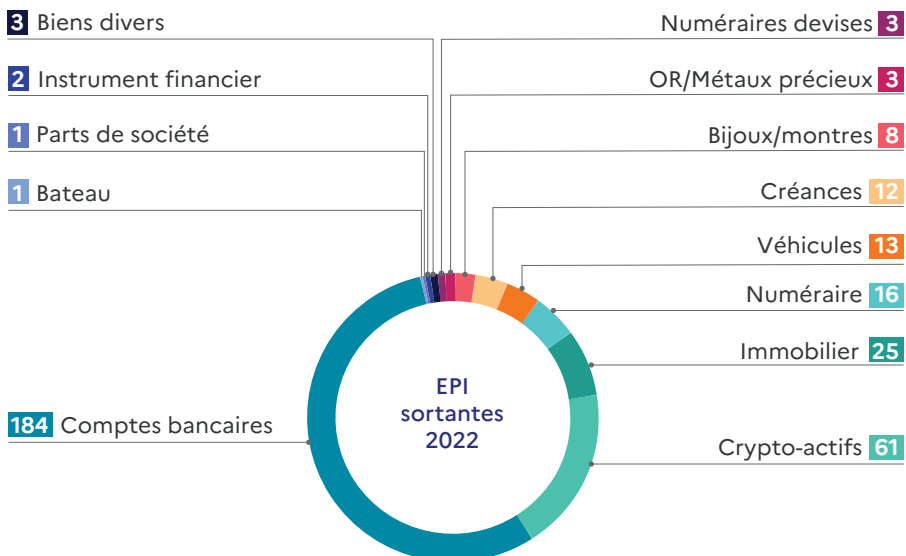 3 Biens divers
2 Instrument financier
1 Parts de société
1 Bateau
184 Comptes bancaires
EPI
sortantes
2022
Numéraires devises 3
OR/Métaux précieux 3
Bijoux/montres 8
Créances 12
Véhicules 13
Numéraire 16
Immobilier 25
Crypto-actifs 61